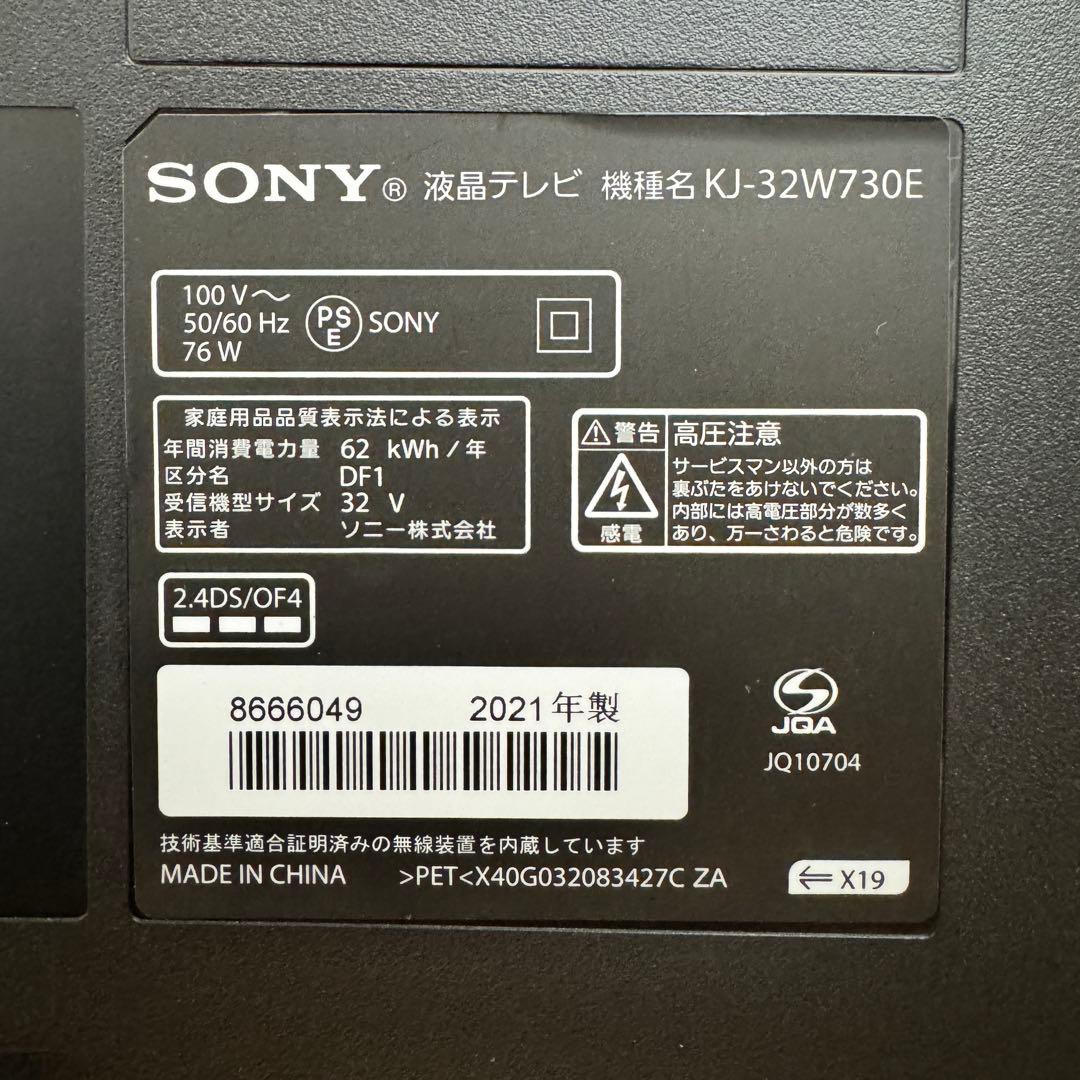 SONY® 液晶テレビ 機種名 KJ-32W730E
100 V～
50/60 Hz
76 W
PS
E
SONY
家庭用品品質表示法による表示
年間消費電力量 62 kWh / 年
区分名 DF1
受信機型サイズ 32 V
表示者 ソニー株式会社
⚠警告
感電
高圧注意
サービスマン以外の方は
裏ぶたをあけないでください。
内部には高電圧部分が数多く
あり、万一さわると危険です。
2.4DS/OF4
8666049 2021年製
JQA
JQ10704
技術基準適合証明済みの無線装置を内蔵しています
MADE IN CHINA >PET<X40G032083427C ZA
⇐ X19